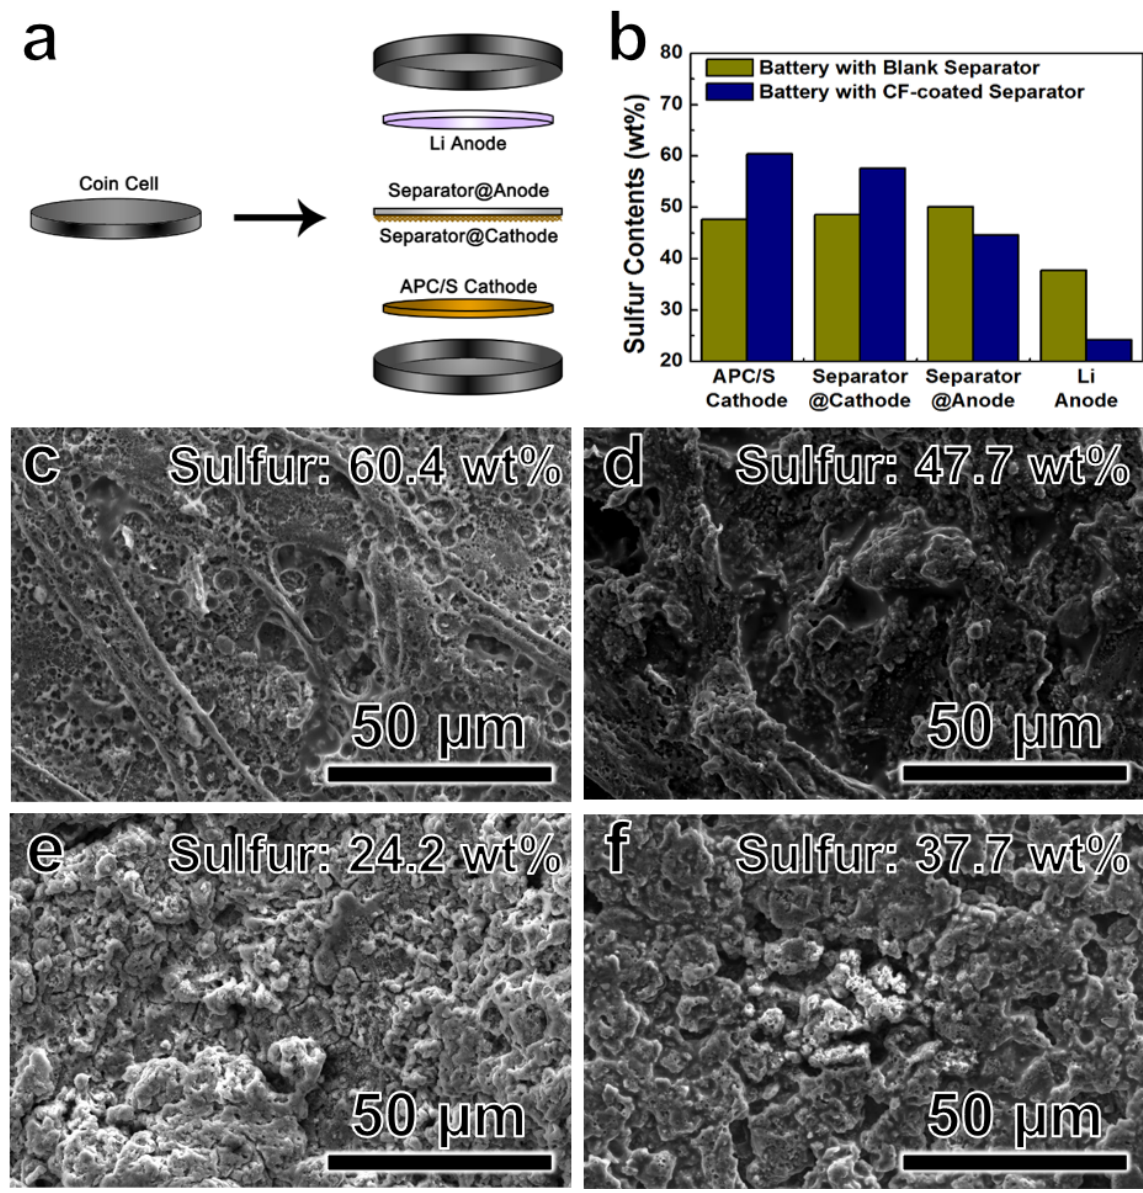 a
Coin Cell
Li Anode
Separator@Anode
Separator@Cathode
APC/S Cathode
b
Sulfur Contents (wt%)
80
70
60
50
40
30
20
Battery with Blank Separator
Battery with CF-coated Separator
APC/S
Cathode
Separator
@Cathode
Separator
@Anode
Li
Anode
c Sulfur: 60.4 wt%
50 μm
d Sulfur: 47.7 wt%
50 μm
e Sulfur: 24.2 wt%
50 μm
f Sulfur: 37.7 wt%
50 μm